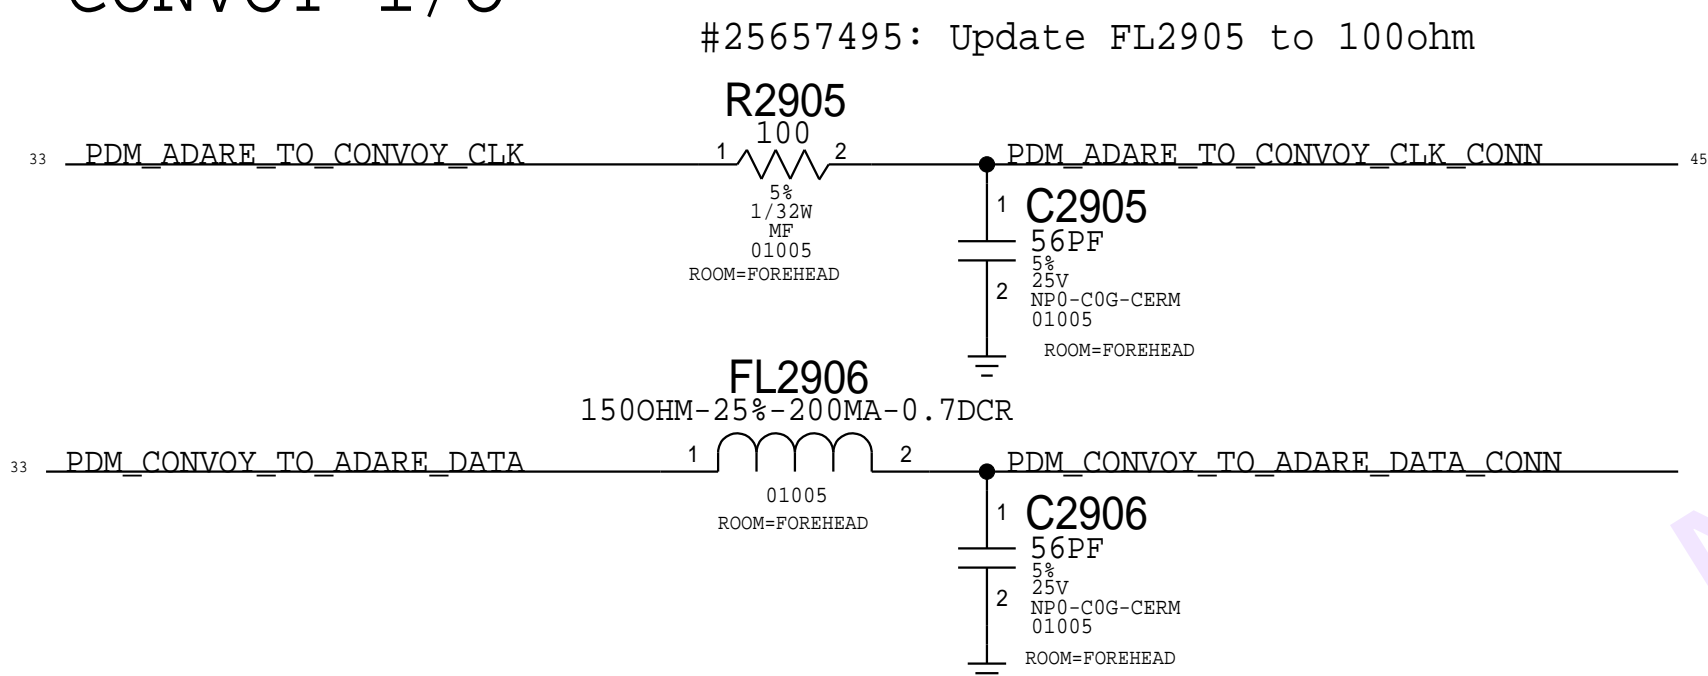 CONVOY I/O
#25657495: Update FL2905 to 100ohm
R2905
100
33 PDM_ADARE_TO_CONVOY_CLK 1 2 PDM_ADARE_TO_CONVOY_CLK_CONN 45
5%
1/32W
MF
01005
ROOM=FOREHEAD
1 C2905
56PF
5%
25V
2 NP0-C0G-CERM
01005
ROOM=FOREHEAD
FL2906
150OHM-25%-200MA-0.7DCR
33 PDM_CONVOY_TO_ADARE_DATA 1 2 PDM_CONVOY_TO_ADARE_DATA_CONN
01005
ROOM=FOREHEAD
1 C2906
56PF
5%
25V
2 NP0-C0G-CERM
01005
ROOM=FOREHEAD